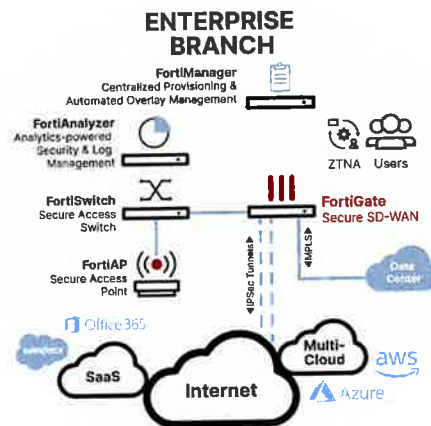 ENTERPRISE
BRANCH
FortiManager
Centralized Provisioning &
Automated Overlay Management
FortiAnalyzer
Analytics-powered
Security & Log
Management
ZTNA
Users
FortiSwitch
Secure Access
Switch
FortiGate
Secure SD-WAN
FortiAP
Secure Access
Point
◀IPSec Tunnels▶
◀MPLS▶
Data
Center
Office 365
SaaS
Internet
Multi-
Cloud
aws
Azure